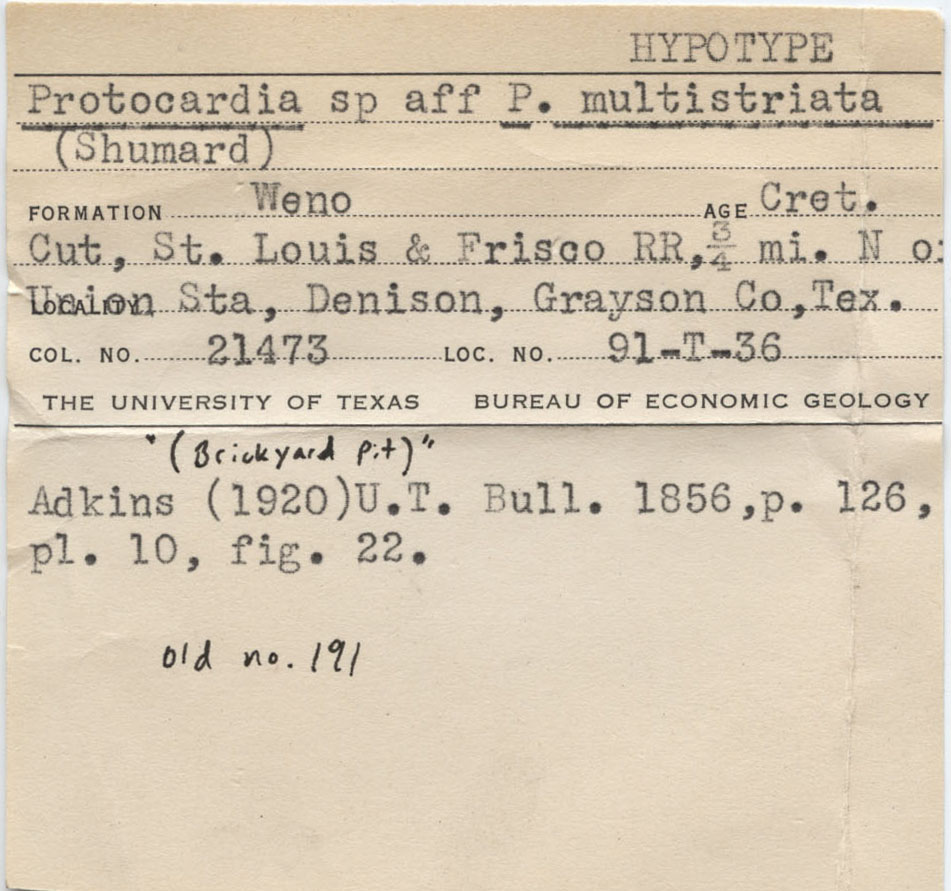 HYPOTYPE
Protocardia sp aff P. multistriata
(Shumard)
FORMATION Weno AGE Cret.
Cut, St. Louis & Frisco RR, 3/4 mi. N of
LOCALITY Union Sta, Denison, Grayson Co, Tex.
COL. NO. 21473 LOC. NO. 91-T-36
THE UNIVERSITY OF TEXAS BUREAU OF ECONOMIC GEOLOGY
"(Brickyard Pit)"
Adkins (1920)U.T. Bull. 1856,p. 126,
pl. 10, fig. 22.
old no. 191